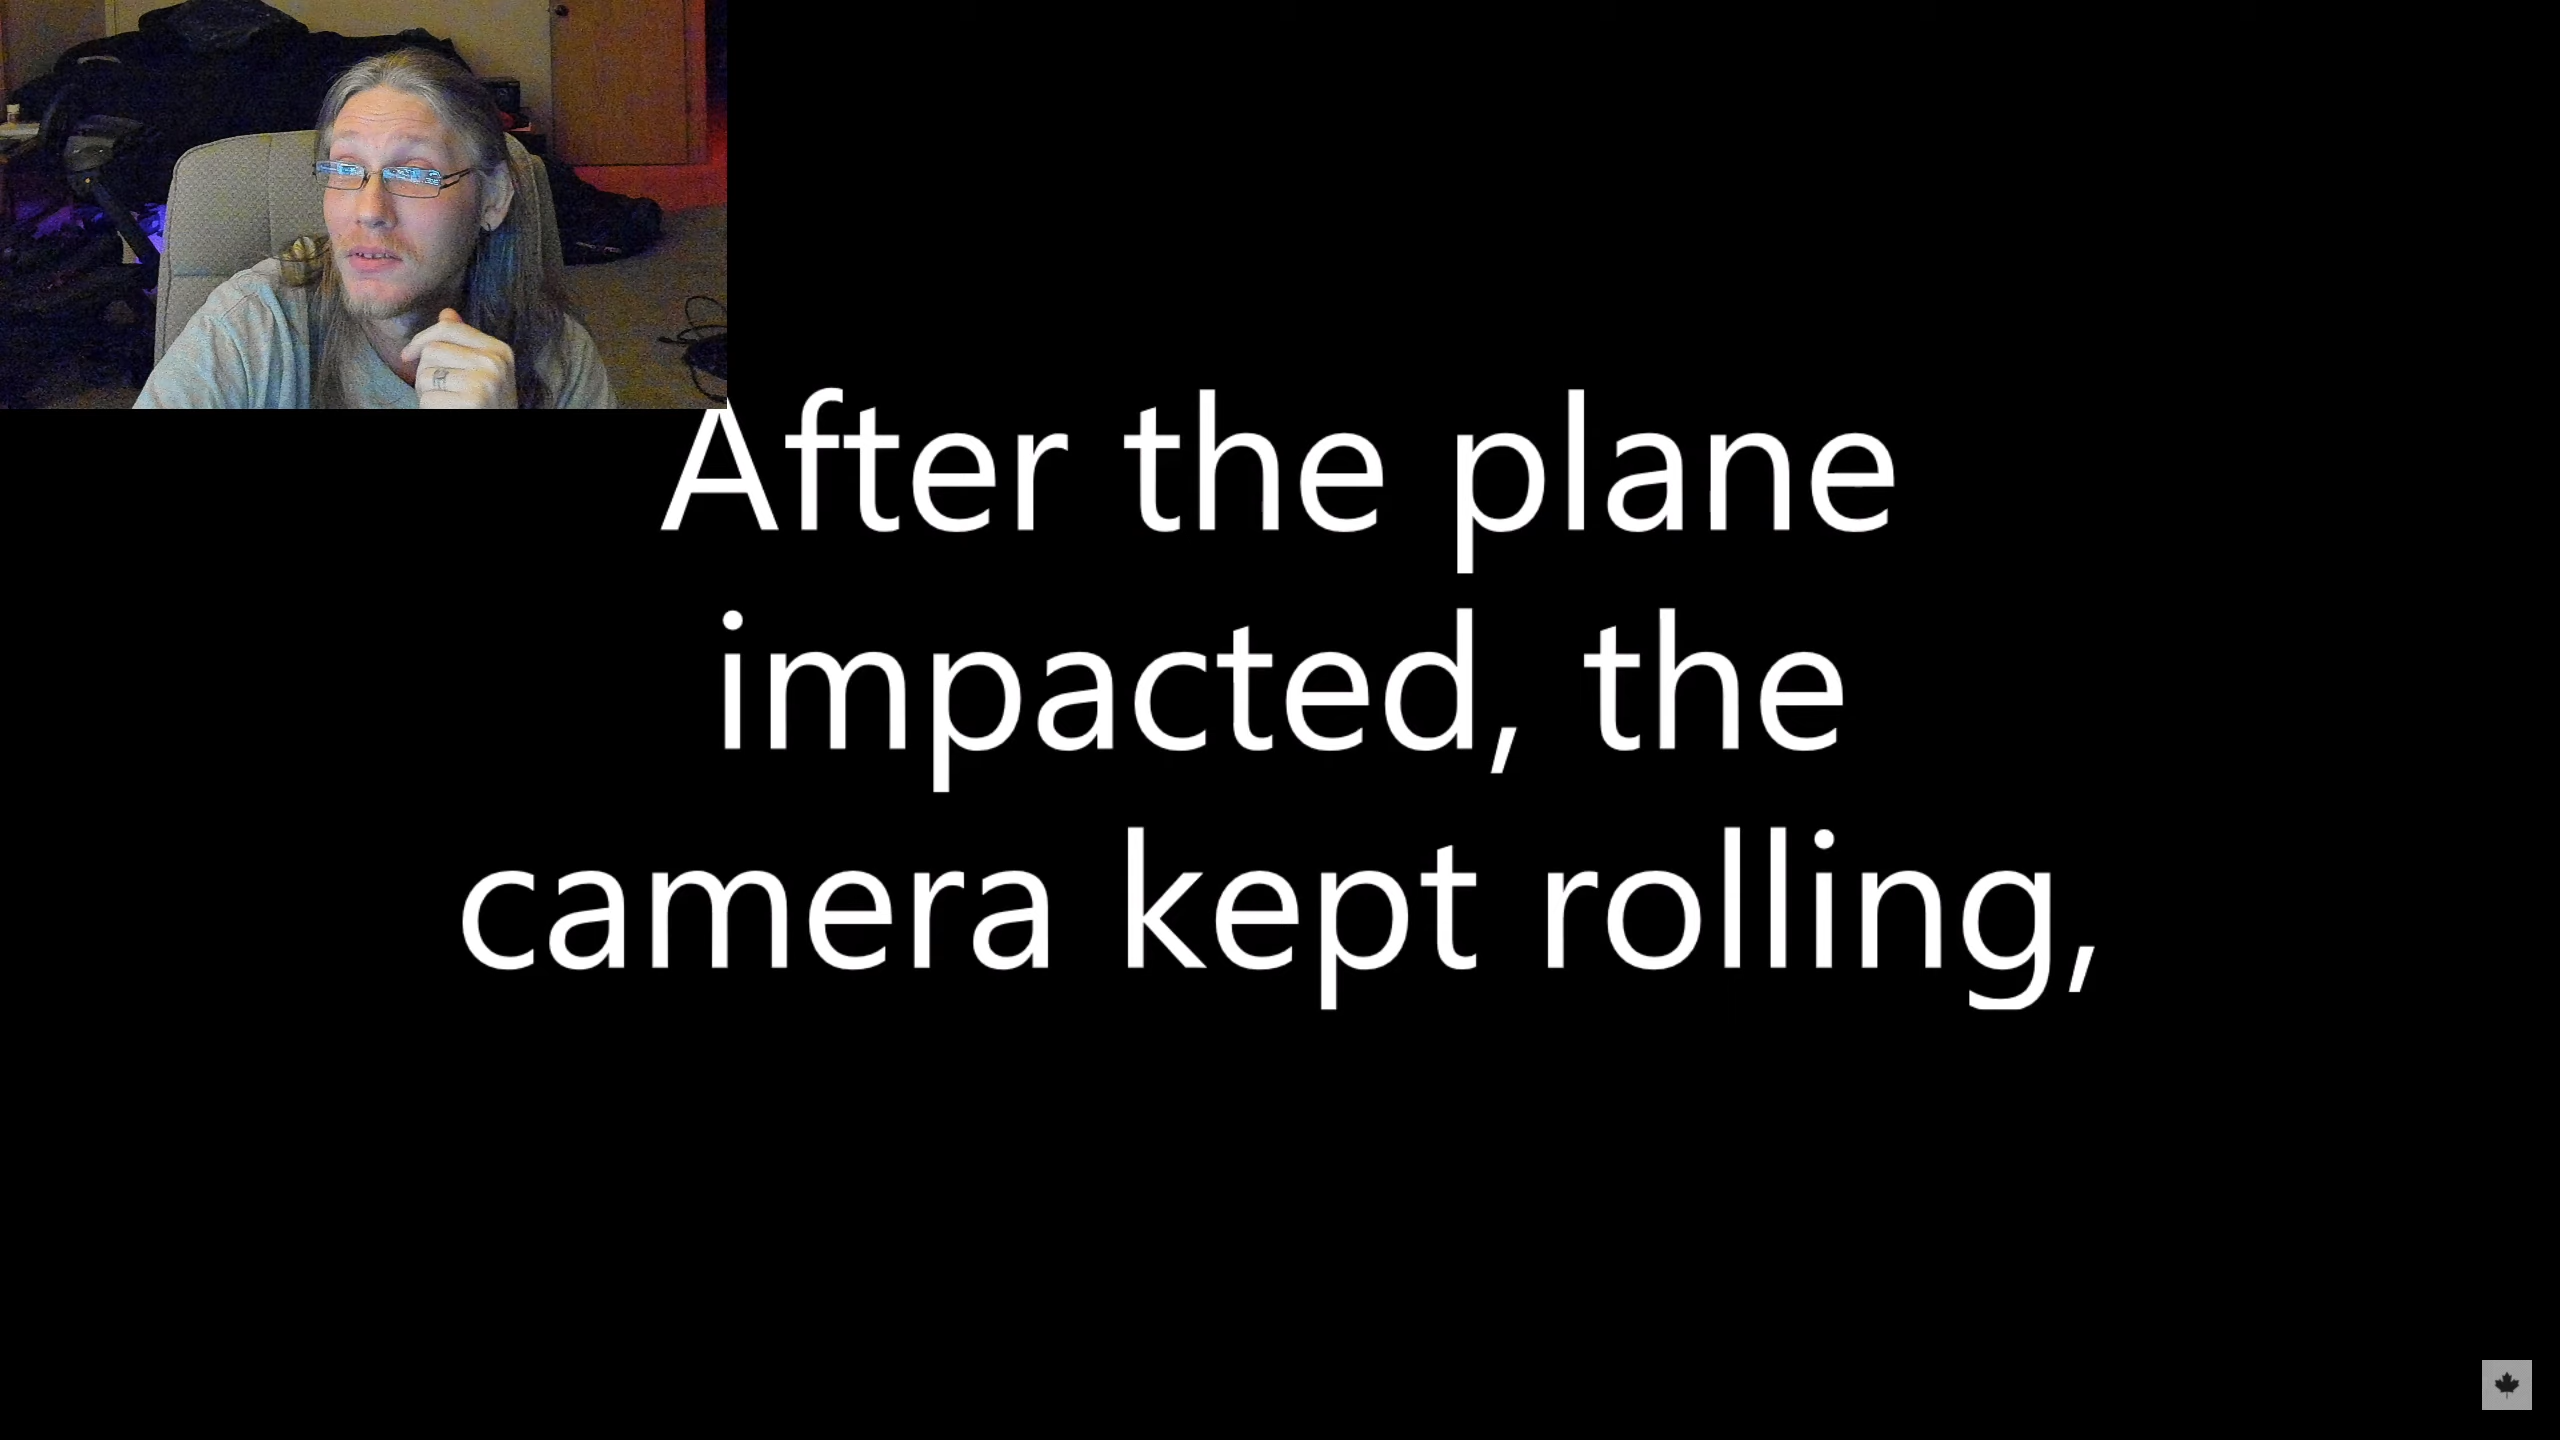 After the plane
impacted, the
camera kept rolling,